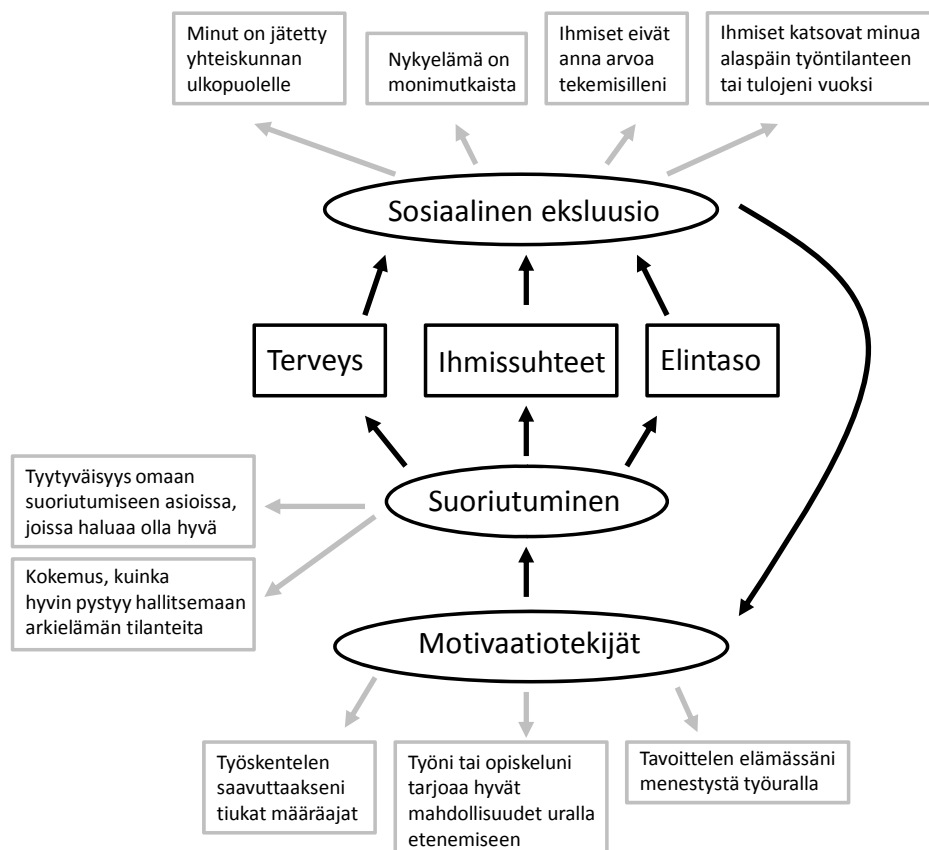 Minut on jätetty
yhteiskunnan
ulkopuolelle
Nykyelämä on
monimutkaista
Ihmiset eivät
anna arvoa
tekemisilleni
Ihmiset katsovat minua
alaspäin työntilanteen
tai tulojeni vuoksi
Sosiaalinen eksluusio
Terveys
Ihmissuhteet
Elintaso
Tyytyväisyys omaan
suoriutumiseen asioissa,
joissa haluaa olla hyvä
Suoriutuminen
Kokemus, kuinka
hyvin pystyy hallitsemaan
arkielämän tilanteita
Motivaatiotekijät
Työskentelen
saavuttaakseni
tiukat määräajat
Työni tai opiskeluni
tarjoaa hyvät
mahdollisuudet uralla
etenemiseen
Tavoittelen elämässäni
menestystä työuralla